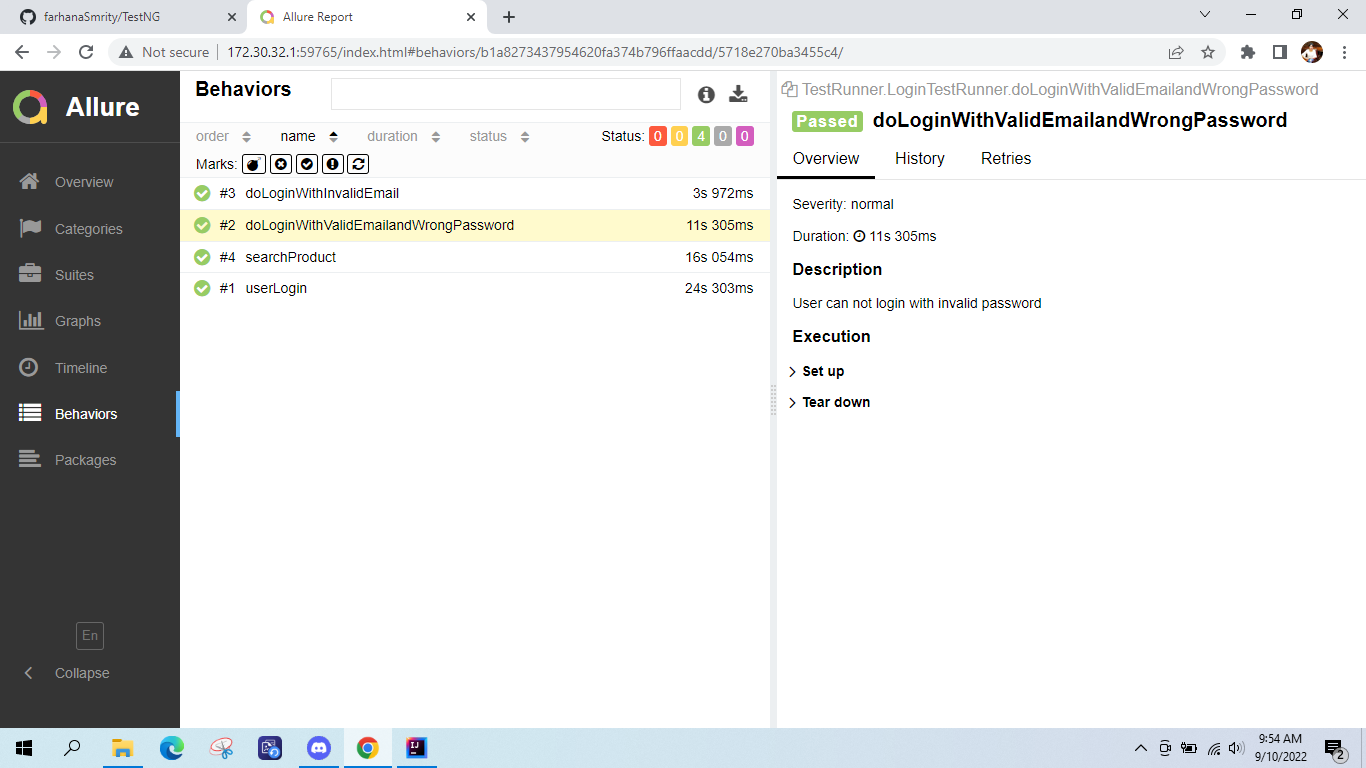 farhanaSmrity/TestNG
Allure Report
Not secure
172.30.32.1:59765/index.html#behaviors/b1a8273437954620fa374b796ffaacdd/5718e270ba3455c4/
Allure
Overview
Categories
Suites
Graphs
Timeline
Behaviors
Packages
En
Collapse
Behaviors
order name duration status Status: 0 0 4 0 0
Marks:
#3 doLoginWithInvalidEmail 3s 972ms
#2 doLoginWithValidEmailandWrongPassword 11s 305ms
#4 searchProduct 16s 054ms
#1 userLogin 24s 303ms
TestRunner.LoginTestRunner.doLoginWithValidEmailandWrongPassword
Passed doLoginWithValidEmailandWrongPassword
Overview History Retries
Severity: normal
Duration: 11s 305ms
Description
User can not login with invalid password
Execution
Set up
Tear down
IJ
9:54 AM
9/10/2022
2